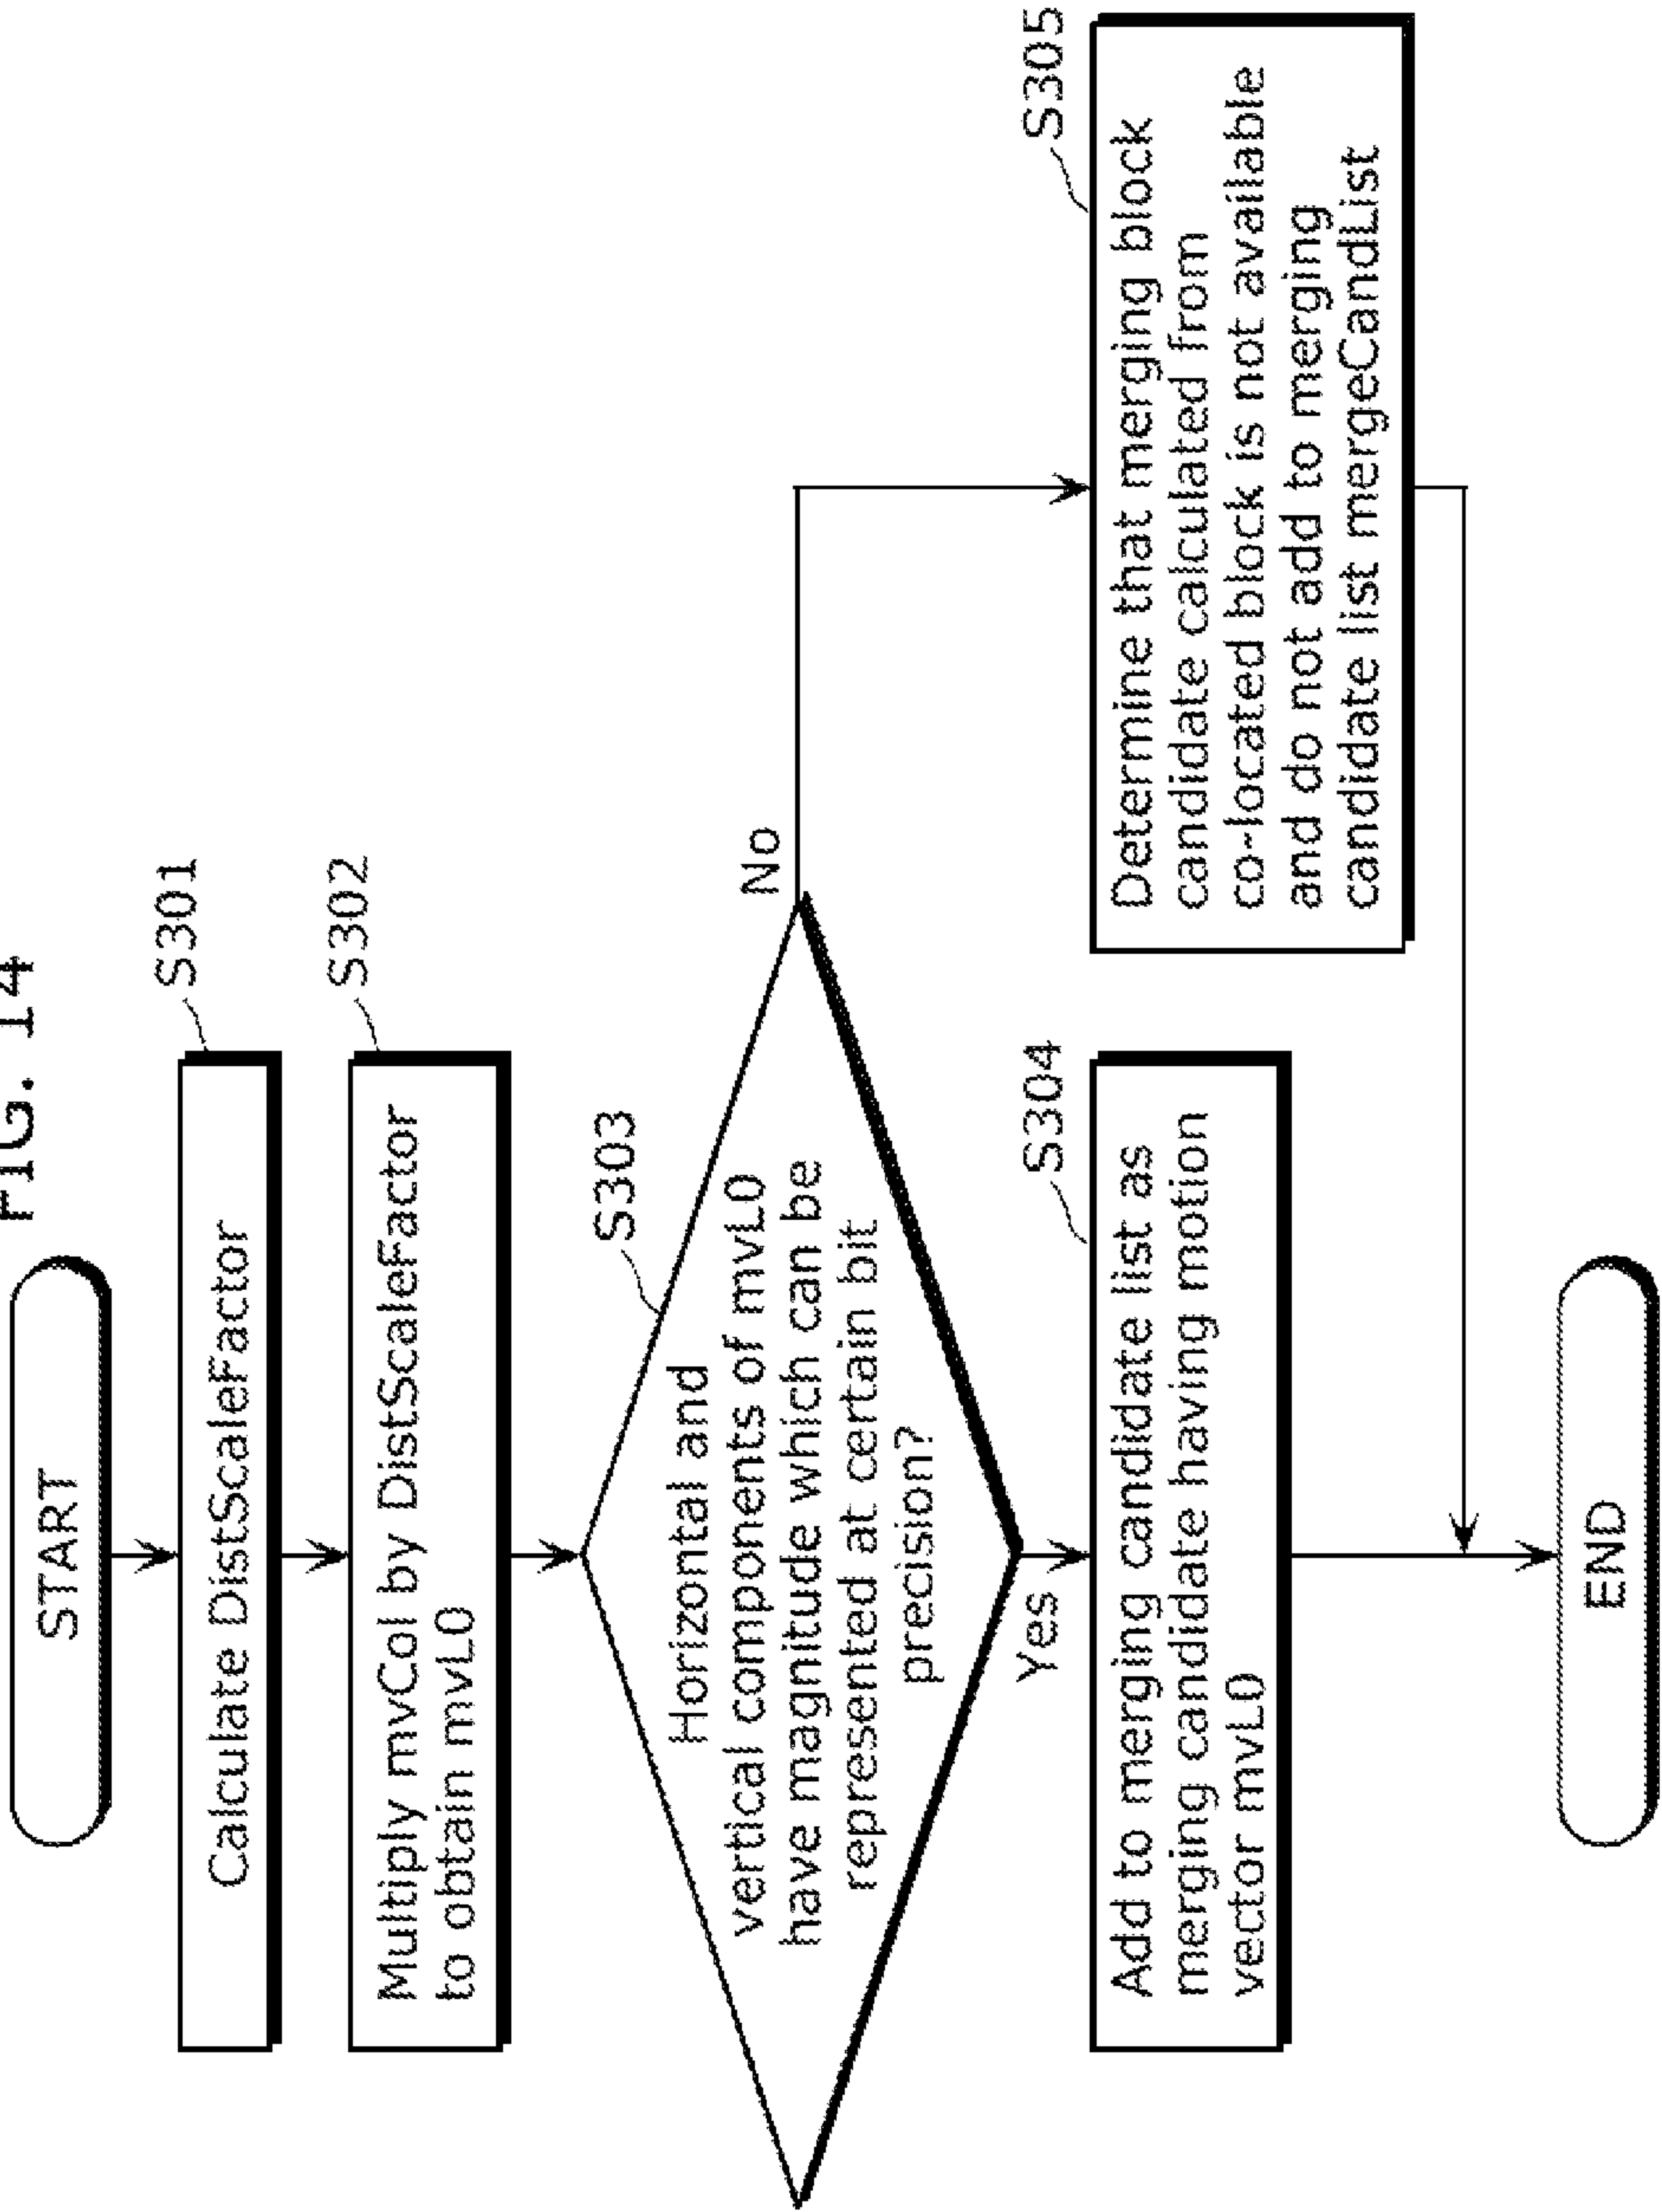 FIG. 14
START
S301
Calculate DistScaleFactor
S302
Multiply mvCol by DistScaleFactor
to obtain mvL0
S303
Horizontal and
vertical components of mvL0
have magnitude which can be
represented at certain bit
precision?
No
Yes
S304
Add to merging candidate list as
merging candidate having motion
vector mvL0
S305
Determine that merging block
candidate calculated from
co-located block is not available
and do not add to merging
candidate list mergeCandList
END